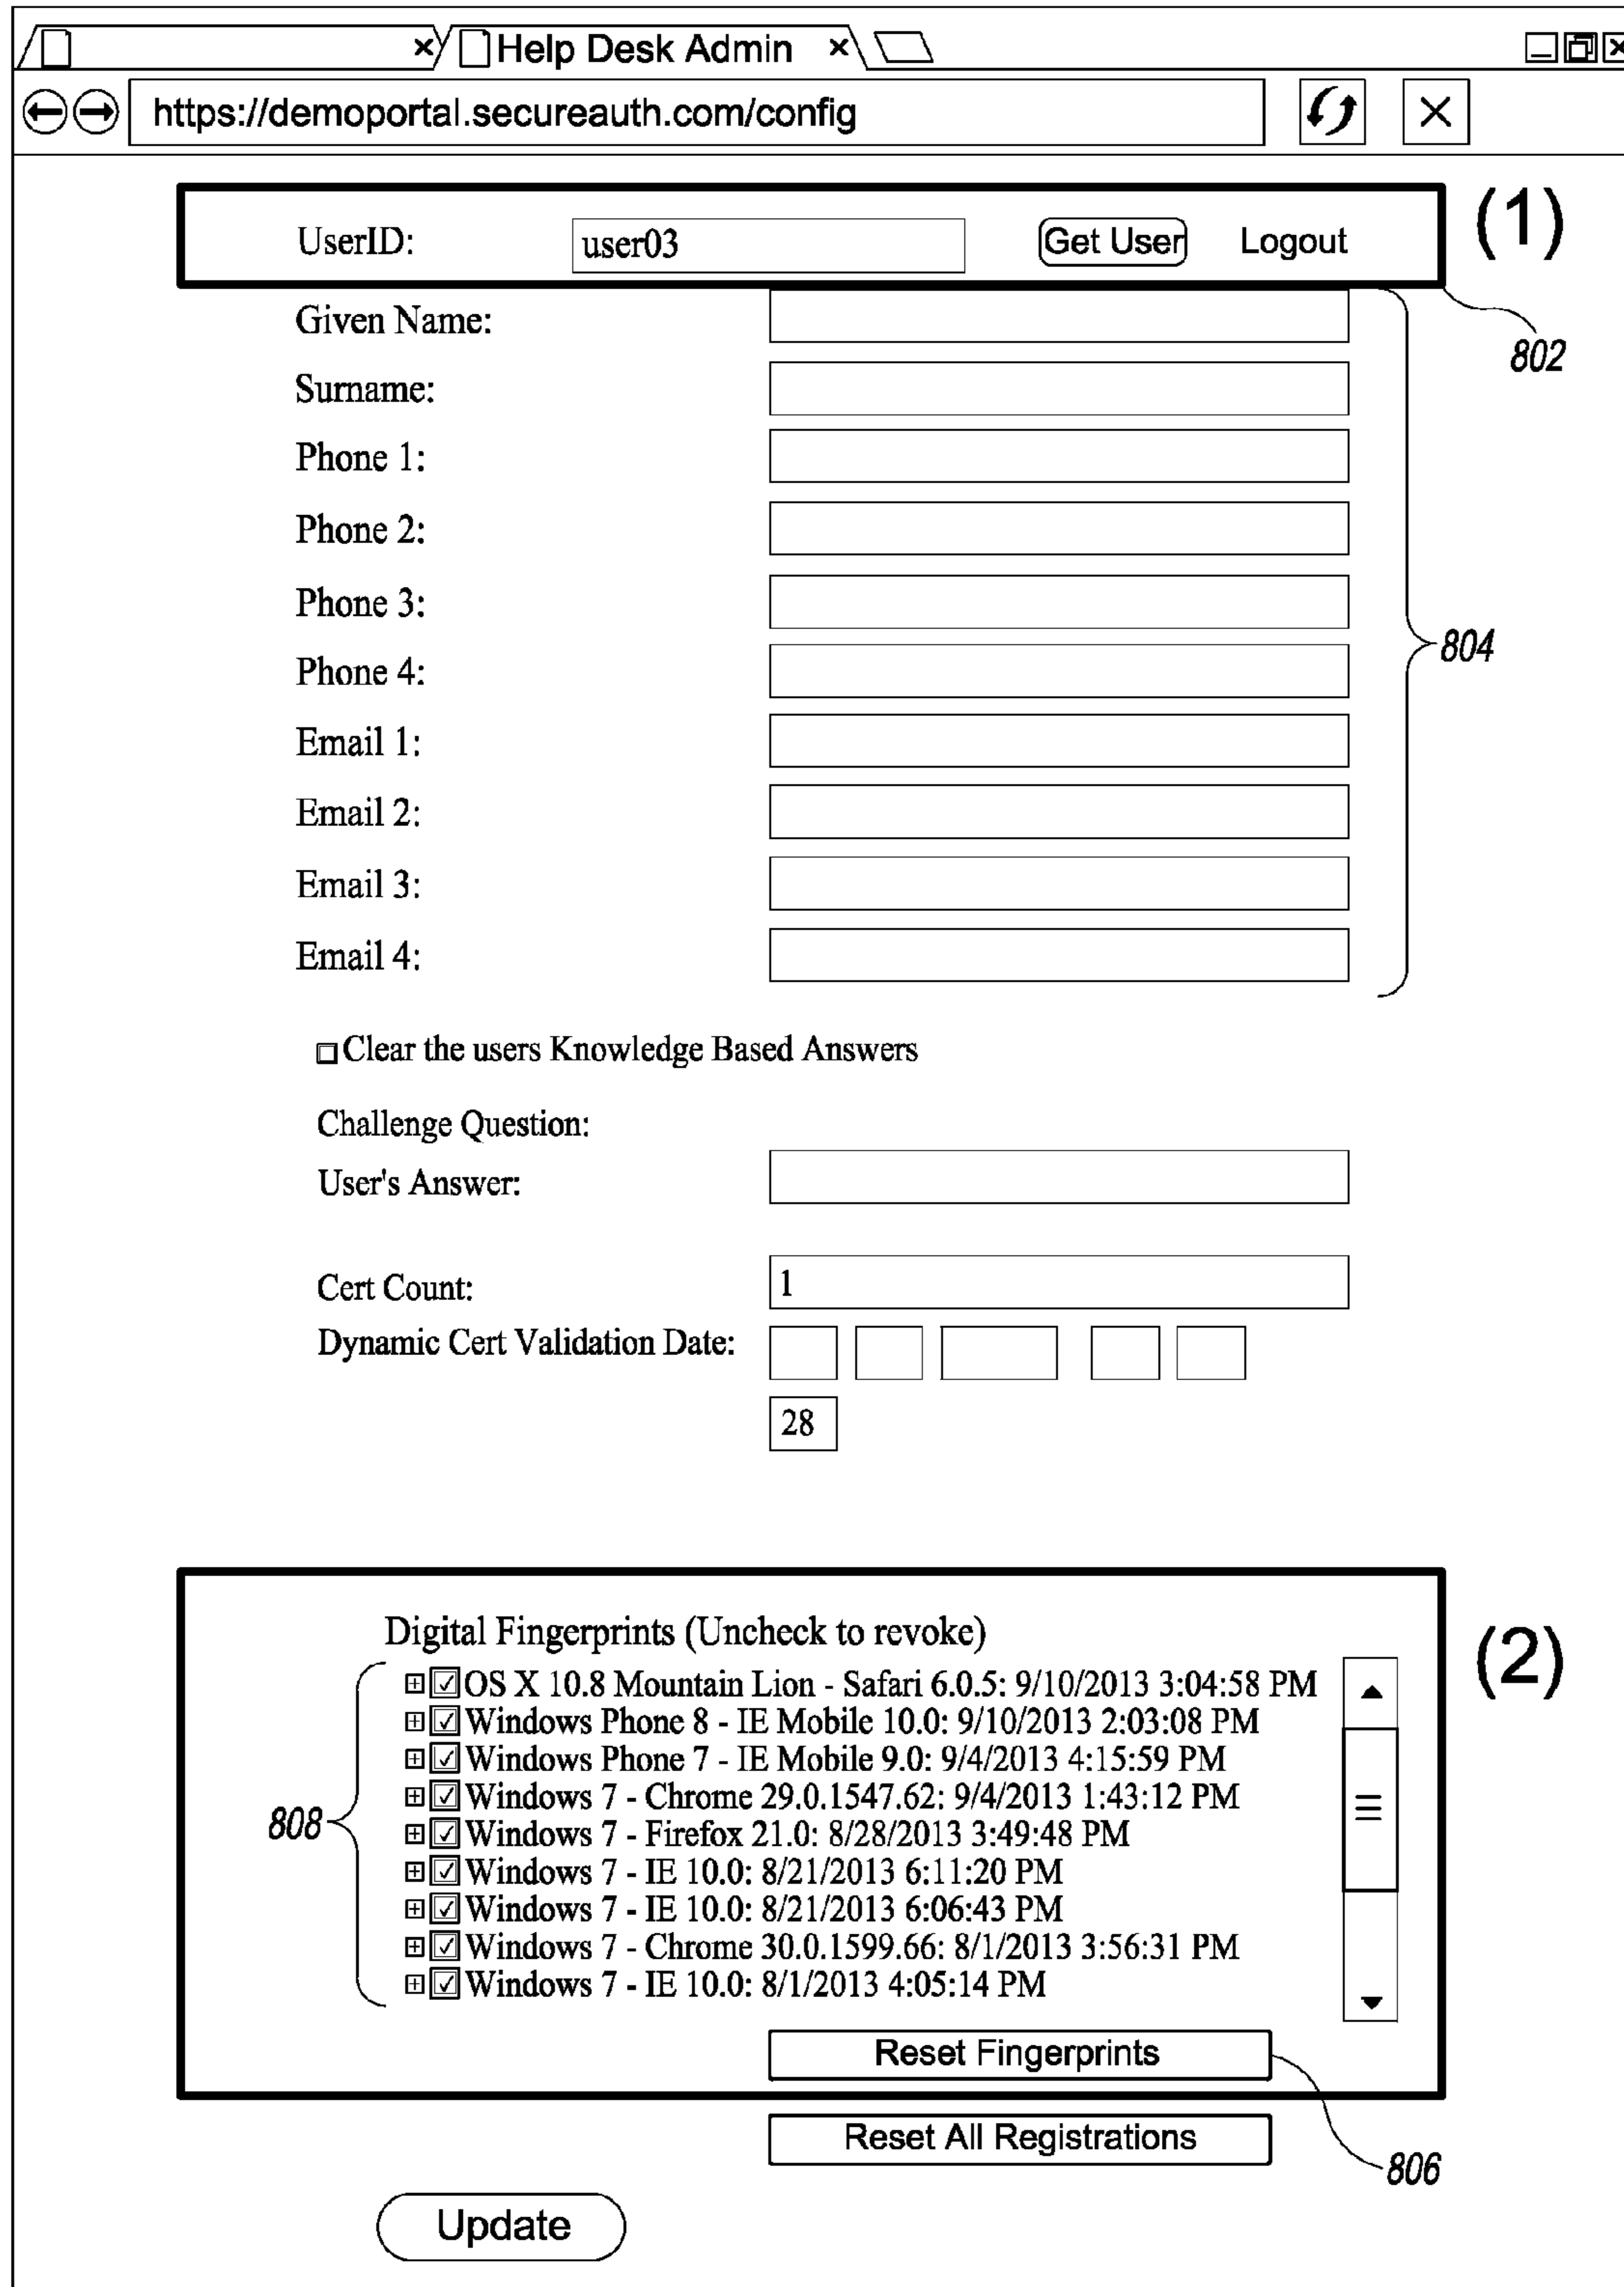 Help Desk Admin
https://demoportal.secureauth.com/config
(1)
UserID: user03 Get User Logout
802
Given Name:
Surname:
Phone 1:
Phone 2:
Phone 3:
804
Phone 4:
Email 1:
Email 2:
Email 3:
Email 4:
Clear the users Knowledge Based Answers
Challenge Question:
User's Answer:
Cert Count: 1
Dynamic Cert Validation Date:
28
(2)
Digital Fingerprints (Uncheck to revoke)
OS X 10.8 Mountain Lion - Safari 6.0.5: 9/10/2013 3:04:58 PM
Windows Phone 8 - IE Mobile 10.0: 9/10/2013 2:03:08 PM
Windows Phone 7 - IE Mobile 9.0: 9/4/2013 4:15:59 PM
Windows 7 - Chrome 29.0.1547.62: 9/4/2013 1:43:12 PM
808
Windows 7 - Firefox 21.0: 8/28/2013 3:49:48 PM
Windows 7 - IE 10.0: 8/21/2013 6:11:20 PM
Windows 7 - IE 10.0: 8/21/2013 6:06:43 PM
Windows 7 - Chrome 30.0.1599.66: 8/1/2013 3:56:31 PM
Windows 7 - IE 10.0: 8/1/2013 4:05:14 PM
Reset Fingerprints
Reset All Registrations
806
Update